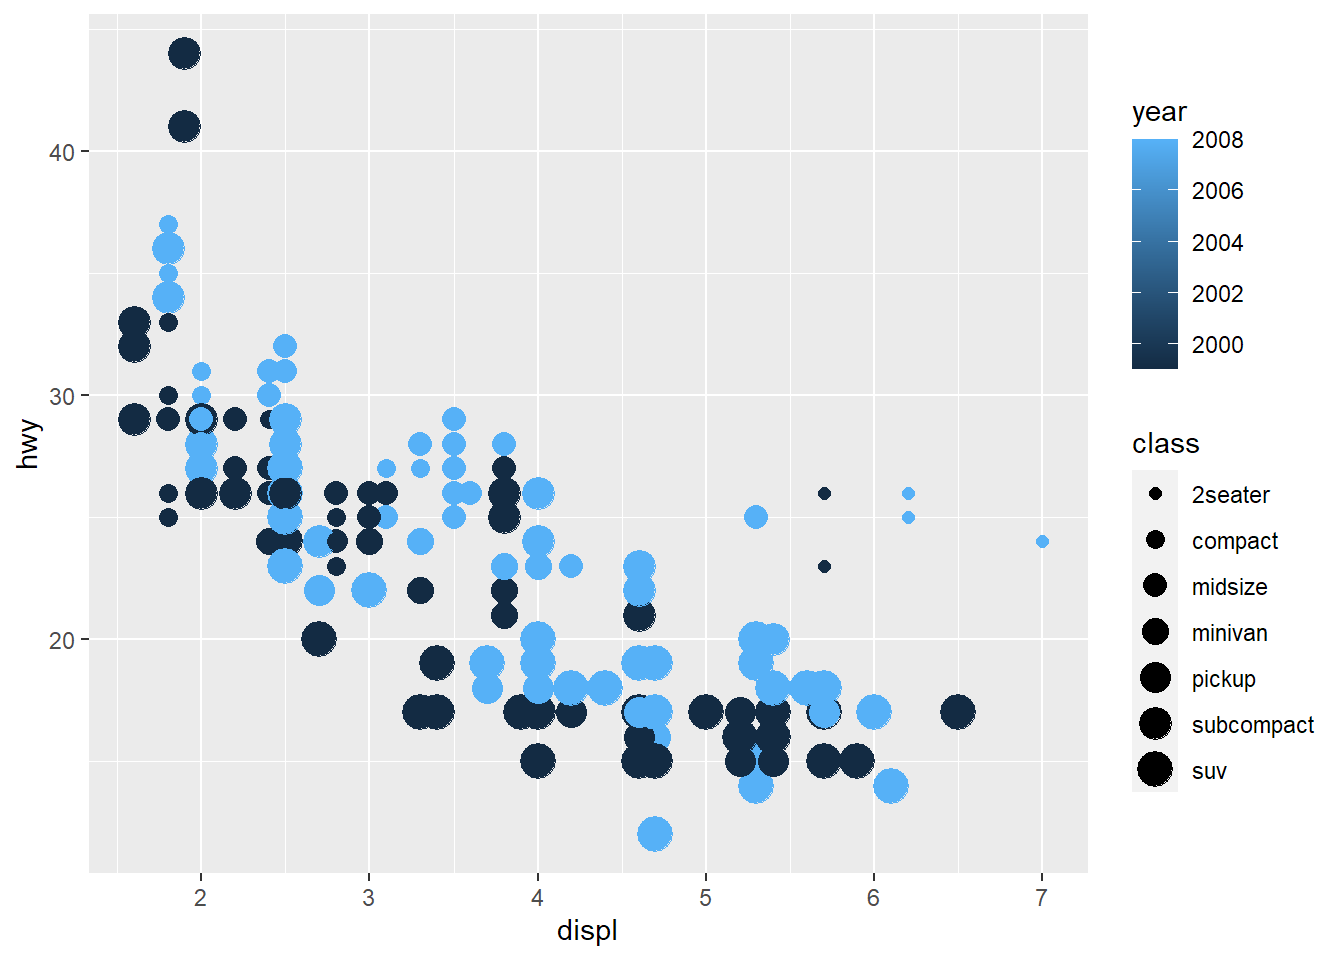 hwy
40
30
20
2
3
4
5
6
7
displ
year
2008
2006
2004
2002
2000
class
2seater
compact
midsize
minivan
pickup
subcompact
suv